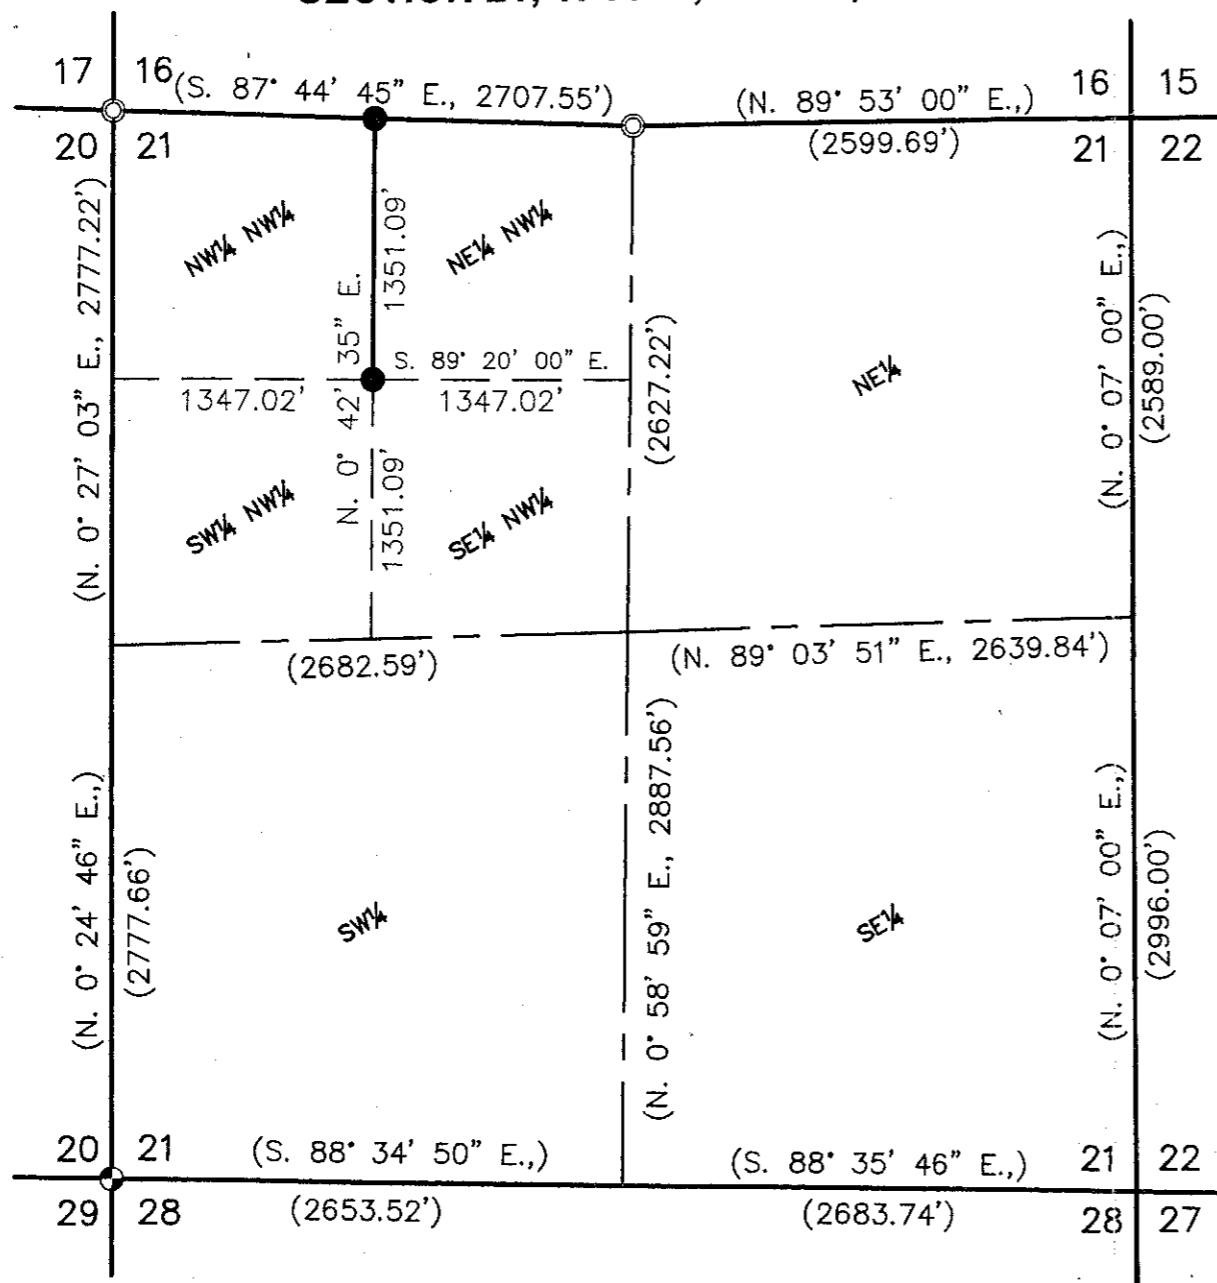 17 16 (S. 87° 44' 45" E., 2707.55') (N. 89° 53' 00" E.,) 16 15
20 21 (2599.69') 21 22
(N. 0° 27' 03" E., 2777.22')
NW¼ NW¼
1351.09'
NE¼ NW¼
(2627.22')
NE¼
(N. 0° 07' 00" E.,)
(2589.00')
N. 0° 42' 35" E.
S. 89° 20' 00" E.
1347.02' 1347.02'
SW¼ NW¼
1351.09'
SE¼ NW¼
(2682.59') (N. 89° 03' 51" E., 2639.84')
(N. 0° 24' 46" E.,)
(2777.66')
SW¼
(N. 0° 58' 59" E., 2887.56')
SE¼
(N. 0° 07' 00" E.,)
(2996.00')
20 21 (S. 88° 34' 50" E.,) (S. 88° 35' 46" E.,) 21 22
29 28 (2653.52') (2683.74') 28 27